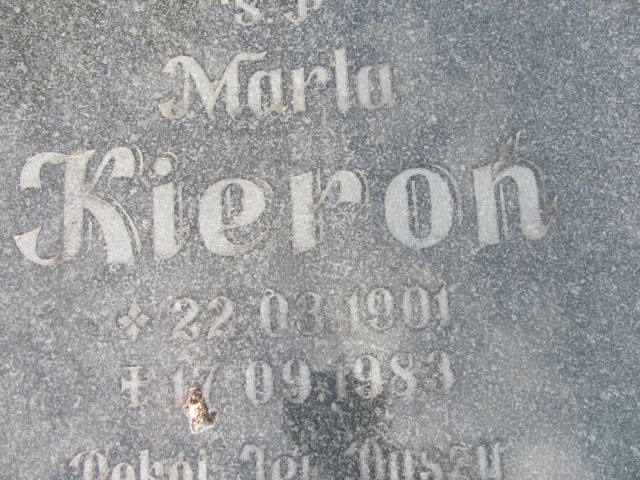 Ś. P.
Marta
Kieroń
22.03.1901
17.09.1983
Pokój Jej Duszy